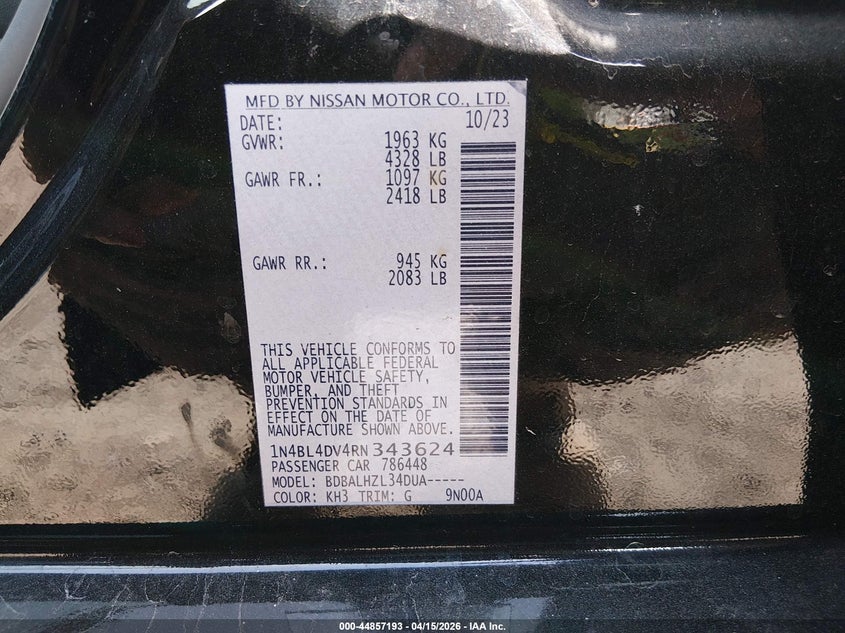 MFD BY NISSAN MOTOR CO., LTD.
DATE: 10/23
GVWR: 1963 KG
4328 LB
GAWR FR.: 1097 KG
2418 LB
GAWR RR.: 945 KG
2083 LB
THIS VEHICLE CONFORMS TO
ALL APPLICABLE FEDERAL
MOTOR VEHICLE SAFETY,
BUMPER, AND THEFT
PREVENTION STANDARDS IN
EFFECT ON THE DATE OF
MANUFACTURE SHOWN ABOVE.
1N4BL4DV4RN343624
PASSENGER CAR 786448
MODEL: BDBALHZL34DUA-----
COLOR: KH3 TRIM: G 9N00A
000-44857193 - 04/15/2026 - IAA Inc.